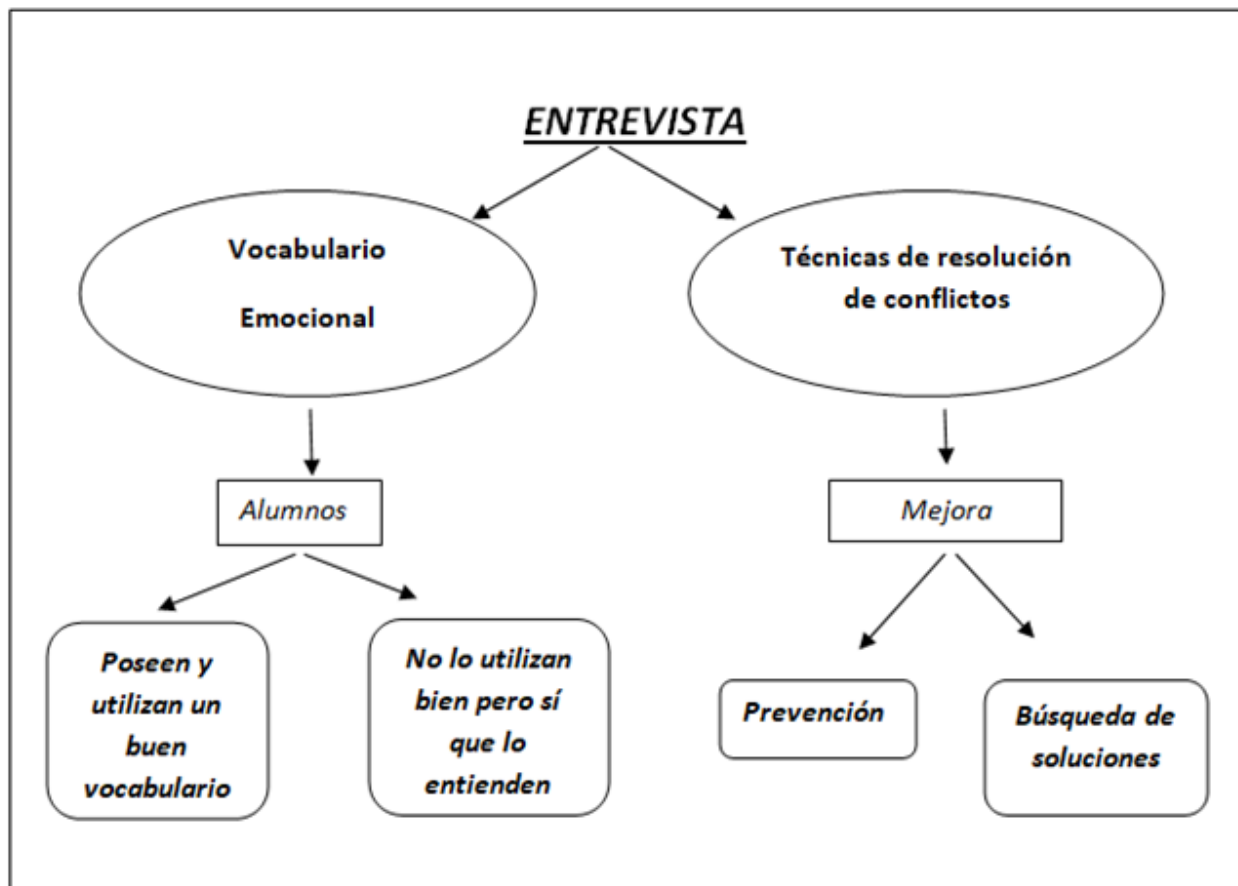 ENTREVISTA
Vocabulario
Emocional
Técnicas de resolución
de conflictos
Alumnos
Mejora
Poseen y
utilizan un
buen
vocabulario
No lo utilizan
bien pero sí
que lo
entienden
Prevención
Búsqueda de
soluciones